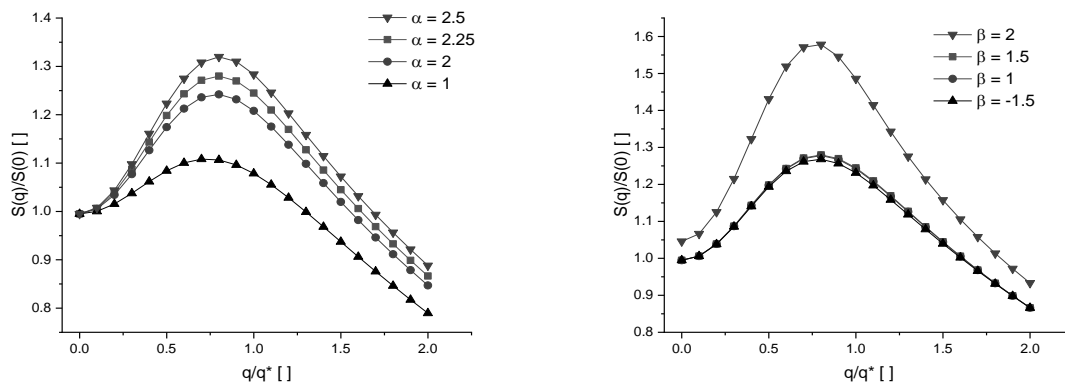 1.4
1.3
1.2
1.1
1.0
0.9
0.8
S(q)/S(0) [ ]
0.0
0.5
1.0
1.5
2.0
q/q* [ ]
α = 2.5
α = 2.25
α = 2
α = 1
1.6
1.5
1.4
1.3
1.2
1.1
1.0
0.9
0.8
S(q)/S(0) [ ]
0.0
0.5
1.0
1.5
2.0
q/q* [ ]
β = 2
β = 1.5
β = 1
β = -1.5